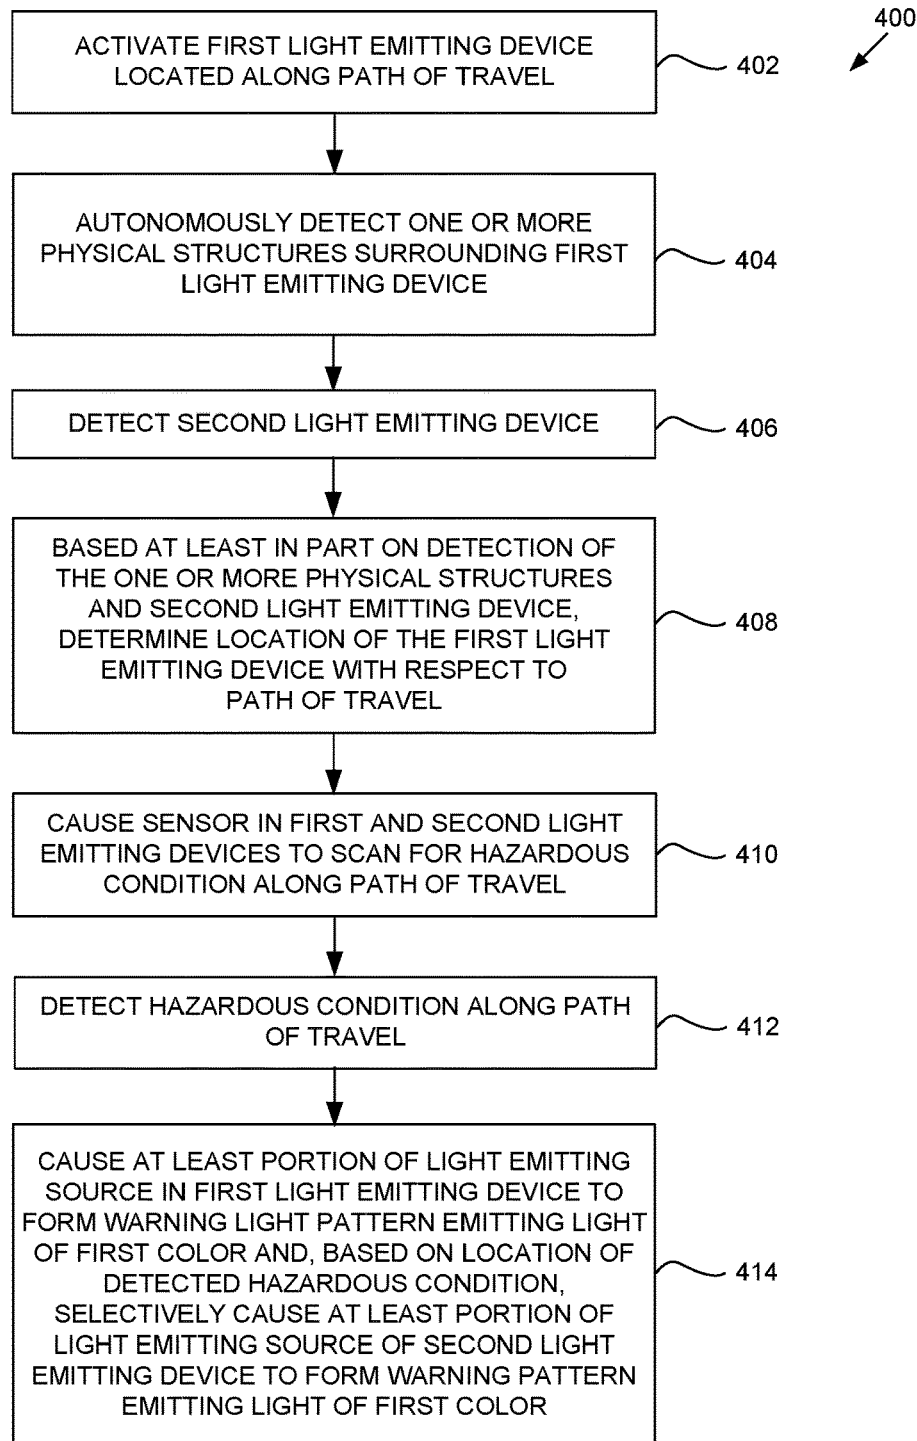 400
ACTIVATE FIRST LIGHT EMITTING DEVICE
LOCATED ALONG PATH OF TRAVEL
402
AUTONOMOUSLY DETECT ONE OR MORE
PHYSICAL STRUCTURES SURROUNDING FIRST
LIGHT EMITTING DEVICE
404
DETECT SECOND LIGHT EMITTING DEVICE
406
BASED AT LEAST IN PART ON DETECTION OF
THE ONE OR MORE PHYSICAL STRUCTURES
AND SECOND LIGHT EMITTING DEVICE,
DETERMINE LOCATION OF THE FIRST LIGHT
EMITTING DEVICE WITH RESPECT TO
PATH OF TRAVEL
408
CAUSE SENSOR IN FIRST AND SECOND LIGHT
EMITTING DEVICES TO SCAN FOR HAZARDOUS
CONDITION ALONG PATH OF TRAVEL
410
DETECT HAZARDOUS CONDITION ALONG PATH
OF TRAVEL
412
CAUSE AT LEAST PORTION OF LIGHT EMITTING
SOURCE IN FIRST LIGHT EMITTING DEVICE TO
FORM WARNING LIGHT PATTERN EMITTING LIGHT
OF FIRST COLOR AND, BASED ON LOCATION OF
DETECTED HAZARDOUS CONDITION,
SELECTIVELY CAUSE AT LEAST PORTION OF
LIGHT EMITTING SOURCE OF SECOND LIGHT
EMITTING DEVICE TO FORM WARNING PATTERN
EMITTING LIGHT OF FIRST COLOR
414